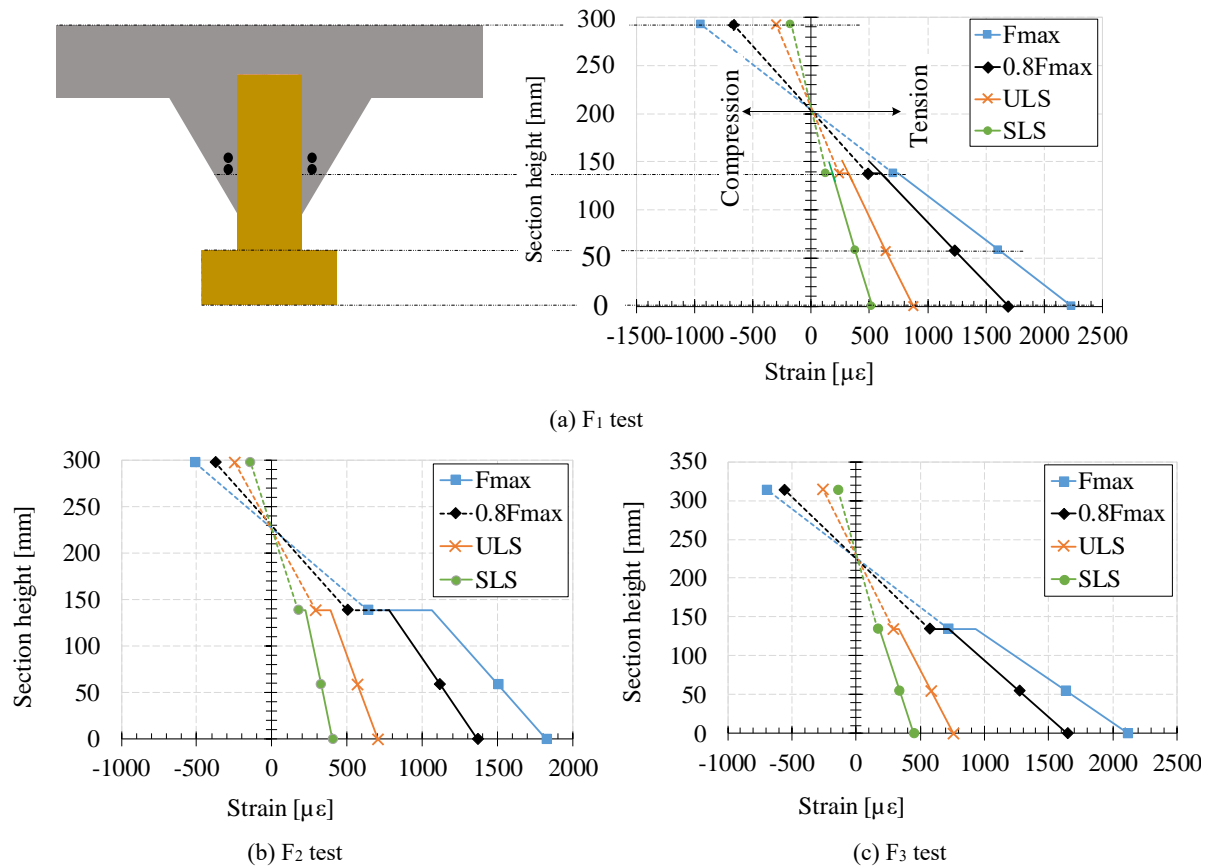 300
250
200
150
100
50
0
Section height [mm]
Compression
Tension
Fmax
0.8Fmax
ULS
SLS
-1500 -1000 -500 0 500 1000 1500 2000 2500
Strain [µε]
(a) F1 test
300
250
200
150
100
50
0
Section height [mm]
Fmax
0.8Fmax
ULS
SLS
-1000 -500 0 500 1000 1500 2000
Strain [µε]
(b) F2 test
350
300
250
200
150
100
50
0
Section height [mm]
Fmax
0.8Fmax
ULS
SLS
-1000 -500 0 500 1000 1500 2000 2500
Strain [µε]
(c) F3 test